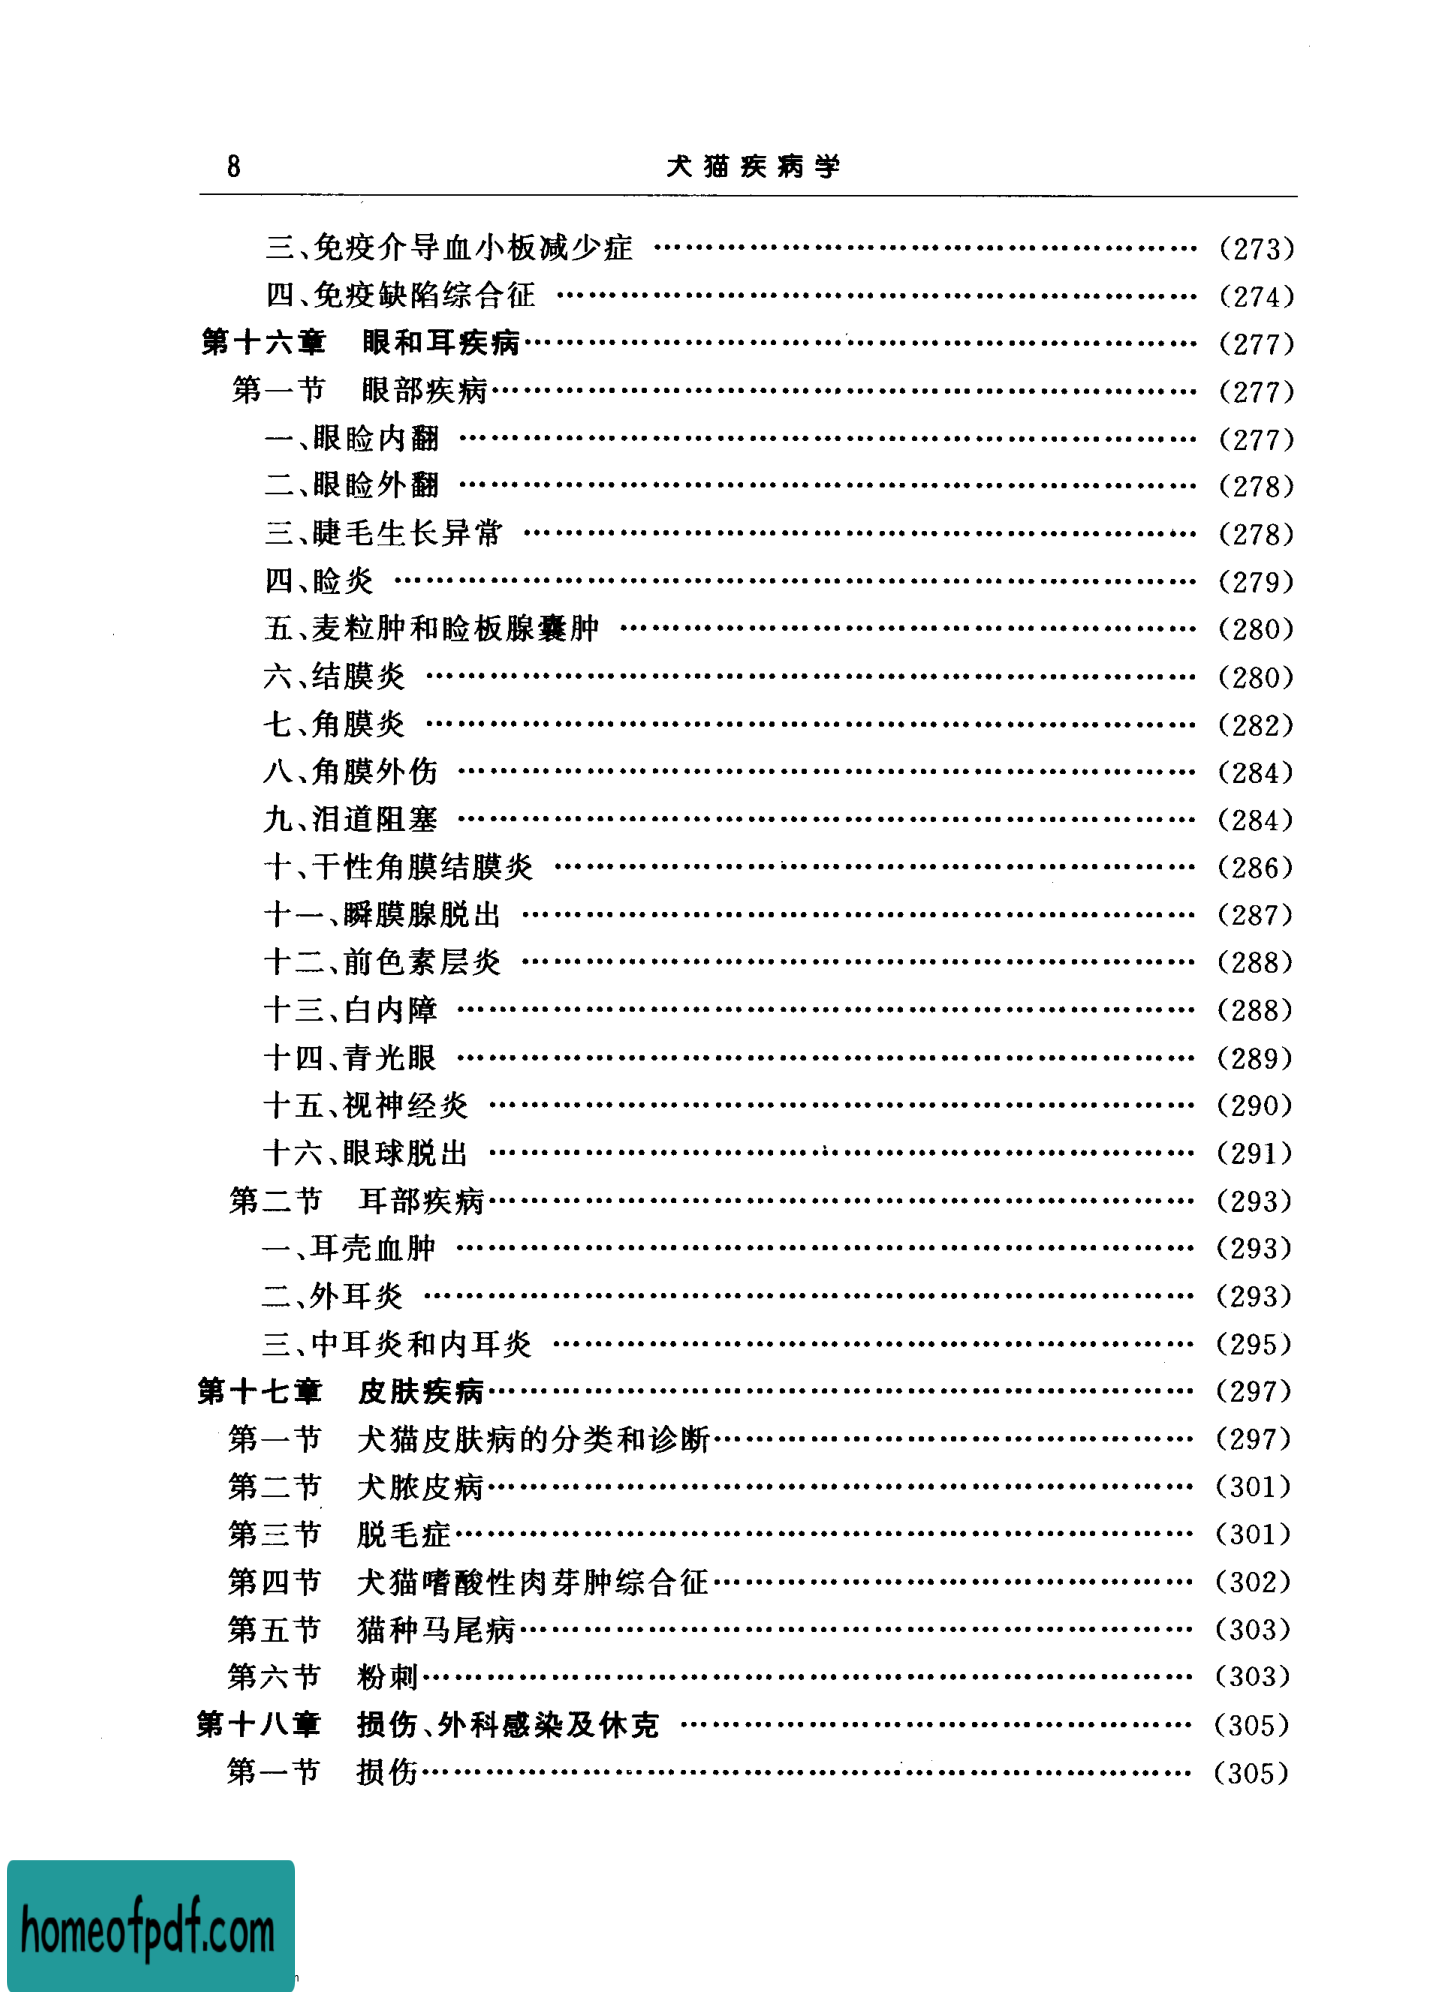 8 犬猫疾病学
三、免疫介导血小板减少症 …………………………………………… (273)
四、免疫缺陷综合征 …………………………………………………… (274)
第十六章 眼和耳疾病……………………………………………………… (277)
第一节 眼部疾病………………………………………………………… (277)
一、眼睑内翻 …………………………………………………………… (277)
二、眼睑外翻 …………………………………………………………… (278)
三、睫毛生长异常 ……………………………………………………… (278)
四、睑炎 ………………………………………………………………… (279)
五、麦粒肿和睑板腺囊肿 ……………………………………………… (280)
六、结膜炎 ……………………………………………………………… (280)
七、角膜炎 ……………………………………………………………… (282)
八、角膜外伤 …………………………………………………………… (284)
九、泪道阻塞 …………………………………………………………… (284)
十、干性角膜结膜炎 …………………………………………………… (286)
十一、瞬膜腺脱出 ……………………………………………………… (287)
十二、前色素层炎 ……………………………………………………… (288)
十三、白内障 …………………………………………………………… (288)
十四、青光眼 …………………………………………………………… (289)
十五、视神经炎 ………………………………………………………… (290)
十六、眼球脱出 ………………………………………………………… (291)
第二节 耳部疾病………………………………………………………… (293)
一、耳壳血肿 …………………………………………………………… (293)
二、外耳炎 ……………………………………………………………… (293)
三、中耳炎和内耳炎 …………………………………………………… (295)
第十七章 皮肤疾病………………………………………………………… (297)
第一节 犬猫皮肤病的分类和诊断……………………………………… (297)
第二节 犬脓皮病………………………………………………………… (301)
第三节 脱毛症…………………………………………………………… (301)
第四节 犬猫嗜酸性肉芽肿综合征……………………………………… (302)
第五节 猫种马尾病……………………………………………………… (303)
第六节 粉刺……………………………………………………………… (303)
第十八章 损伤、外科感染及休克 ………………………………………… (305)
第一节 损伤……………………………………………………………… (305)
homeofpdf.com